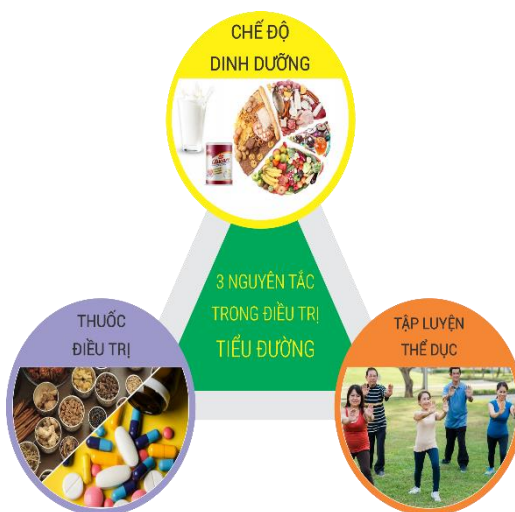 CHẾ ĐỘ
DINH DƯỠNG
3 NGUYÊN TẮC
TRONG ĐIỀU TRỊ
TIỂU ĐƯỜNG
THUỐC
ĐIỀU TRỊ
TẬP LUYỆN
THỂ DỤC